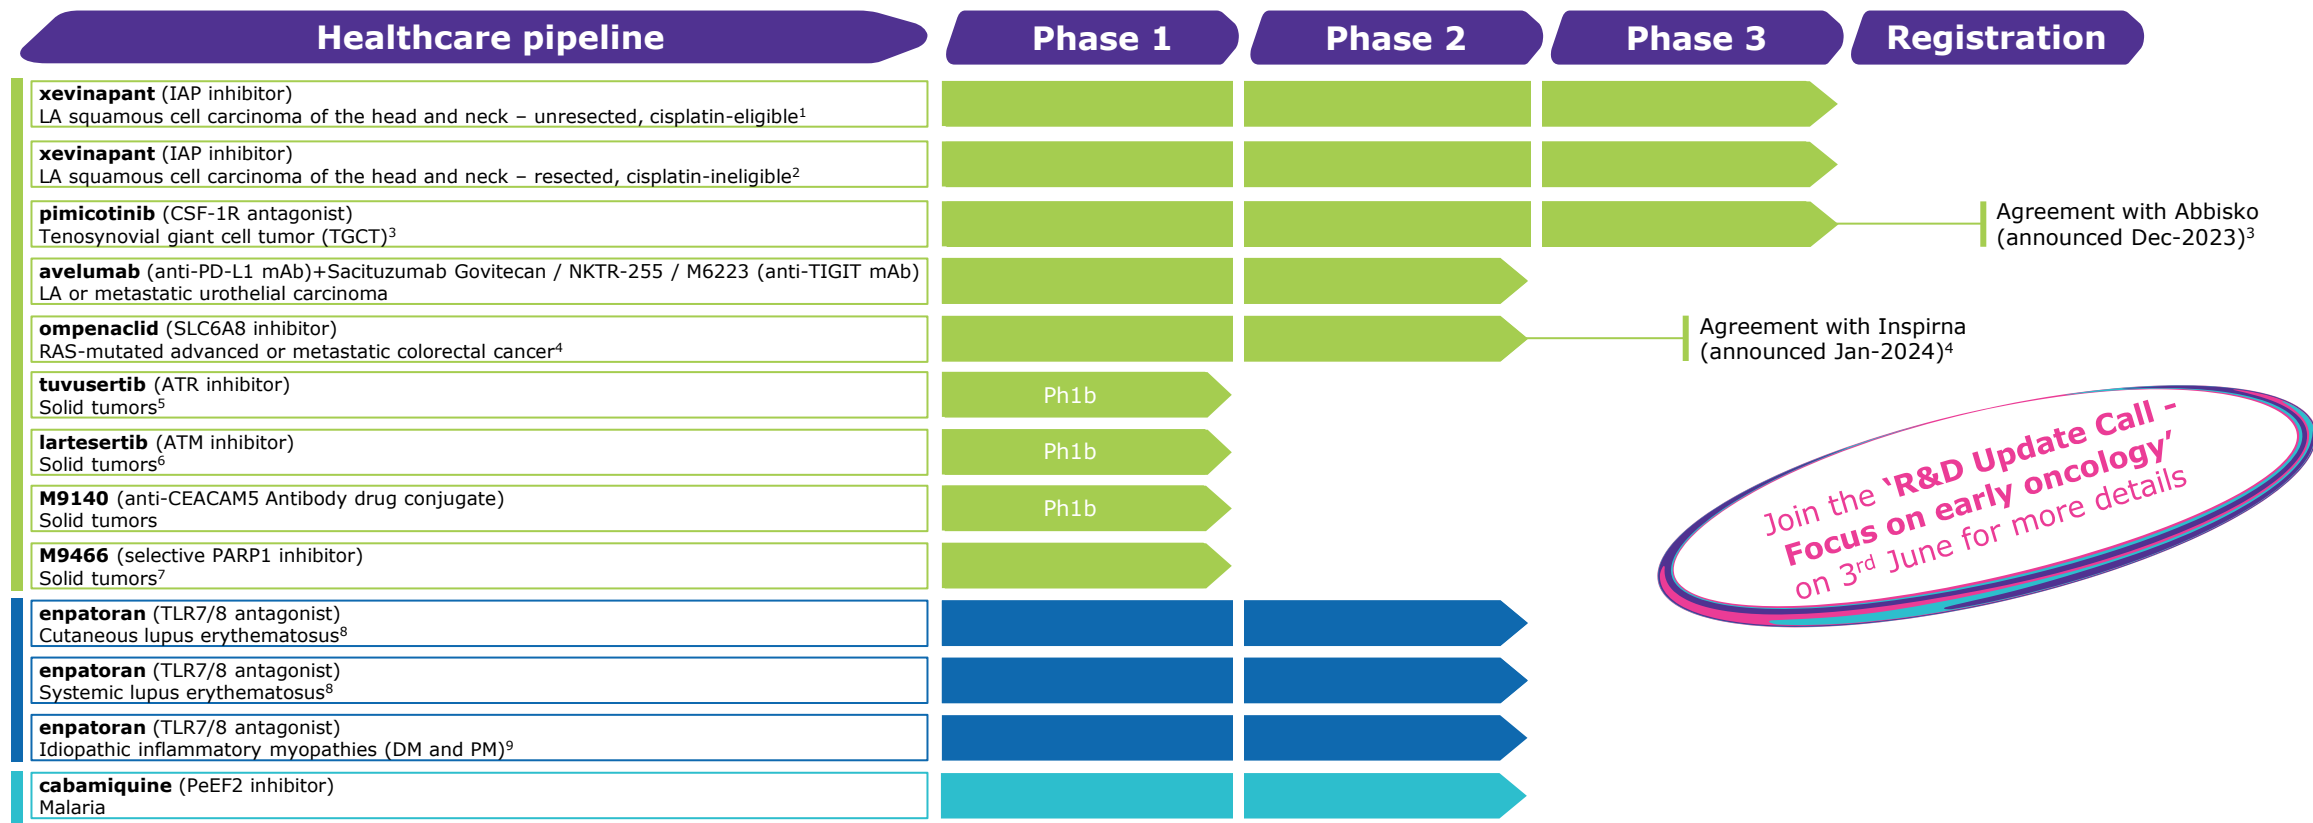 Healthcare pipeline
Phase 1
Phase 2
Phase 3
Registration
xevinapant (IAP inhibitor)
LA squamous cell carcinoma of the head and neck – unresected, cisplatin-eligible¹
xevinapant (IAP inhibitor)
LA squamous cell carcinoma of the head and neck – resected, cisplatin-ineligible²
pimicotinib (CSF-1R antagonist)
Tenosynovial giant cell tumor (TGCT)³
Agreement with Abbisko
(announced Dec-2023)³
avelumab (anti-PD-L1 mAb)+Sacituzumab Govitecan / NKTR-255 / M6223 (anti-TIGIT mAb)
LA or metastatic urothelial carcinoma
ompenaclid (SLC6A8 inhibitor)
RAS-mutated advanced or metastatic colorectal cancer⁴
Agreement with Inspirna
(announced Jan-2024)⁴
tuvusertib (ATR inhibitor)
Solid tumors⁵
Ph1b
lartesertib (ATM inhibitor)
Solid tumors⁶
Ph1b
M9140 (anti-CEACAM5 Antibody drug conjugate)
Solid tumors
Ph1b
M9466 (selective PARP1 inhibitor)
Solid tumors⁷
Join the ‘R&D Update Call -
Focus on early oncology’
on 3rd June for more details
enpatoran (TLR7/8 antagonist)
Cutaneous lupus erythematosus⁸
enpatoran (TLR7/8 antagonist)
Systemic lupus erythematosus⁸
enpatoran (TLR7/8 antagonist)
Idiopathic inflammatory myopathies (DM and PM)⁹
cabamiquine (PeEF2 inhibitor)
Malaria